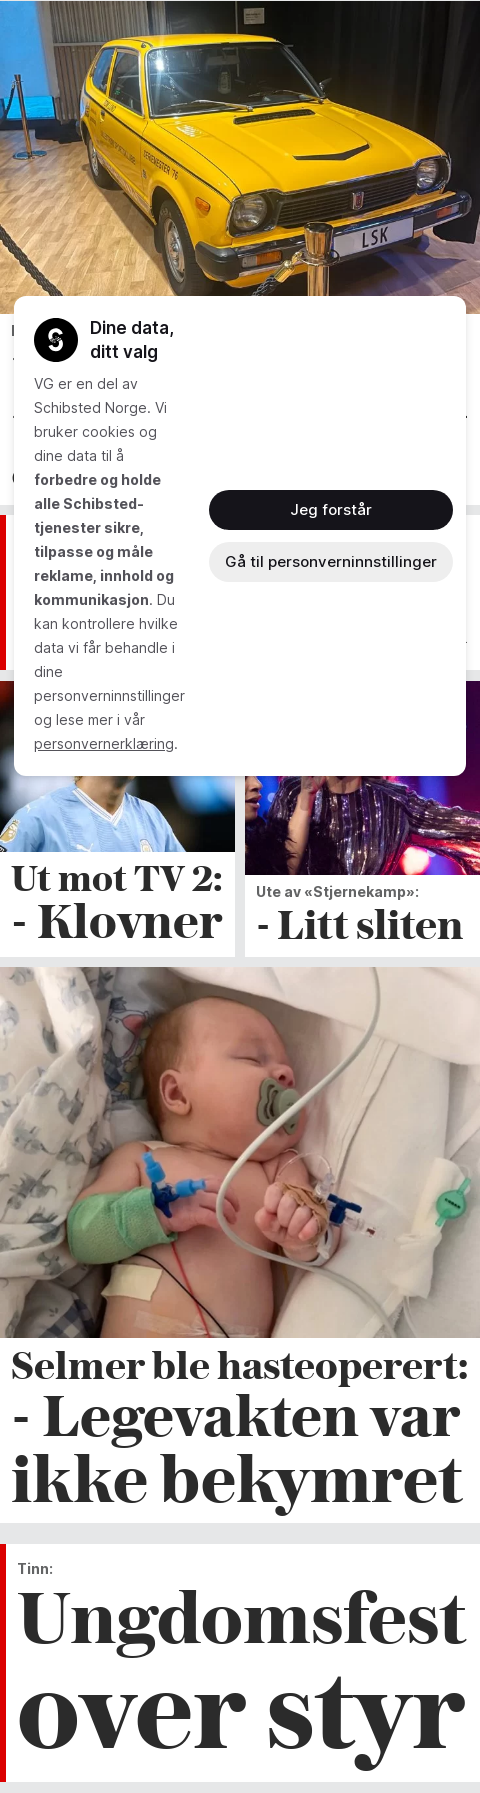 SERIEMESTER '76
LSK
Dine data,
ditt valg
VG er en del av
Schibsted Norge. Vi
bruker cookies og
dine data til å
forbedre og holde
alle Schibsted-
tjenester sikre,
tilpasse og måle
reklame, innhold og
kommunikasjon. Du
kan kontrollere hvilke
data vi får behandle i
dine
personverninnstillinger
og lese mer i vår
personvernerklæring.
Jeg forstår
Gå til personverninnstillinger
Ut mot TV 2:
- Klovner
Ute av «Stjernekamp»:
- Litt sliten
Selmer ble hasteoperert:
- Legevakten var
ikke bekymret
Tinn:
Ungdomsfest
over styr